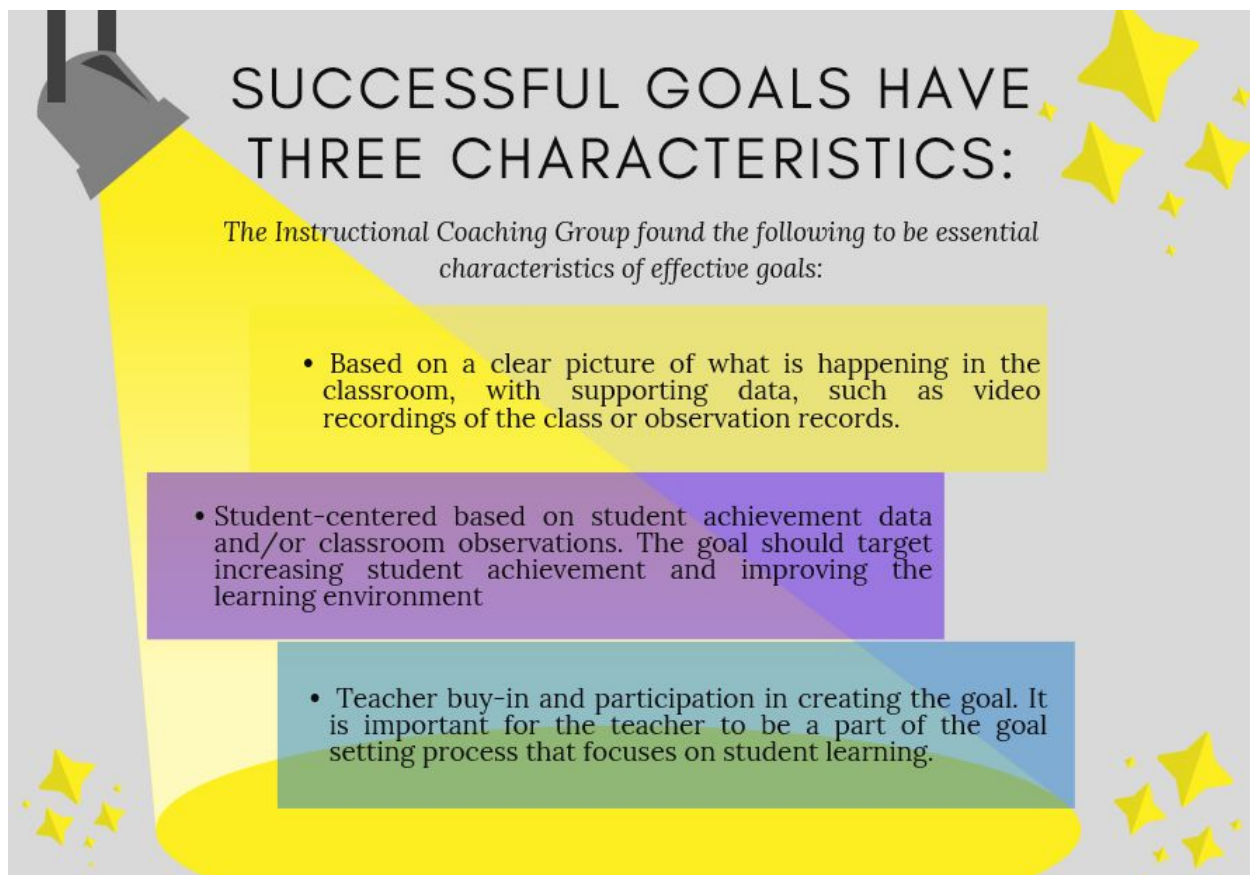 SUCCESSFUL GOALS HAVE
THREE CHARACTERISTICS:
The Instructional Coaching Group found the following to be essential
characteristics of effective goals:
• Based on a clear picture of what is happening in the
classroom, with supporting data, such as video
recordings of the class or observation records.
• Student-centered based on student achievement data
and/or classroom observations. The goal should target
increasing student achievement and improving the
learning environment
• Teacher buy-in and participation in creating the goal. It
is important for the teacher to be a part of the goal
setting process that focuses on student learning.